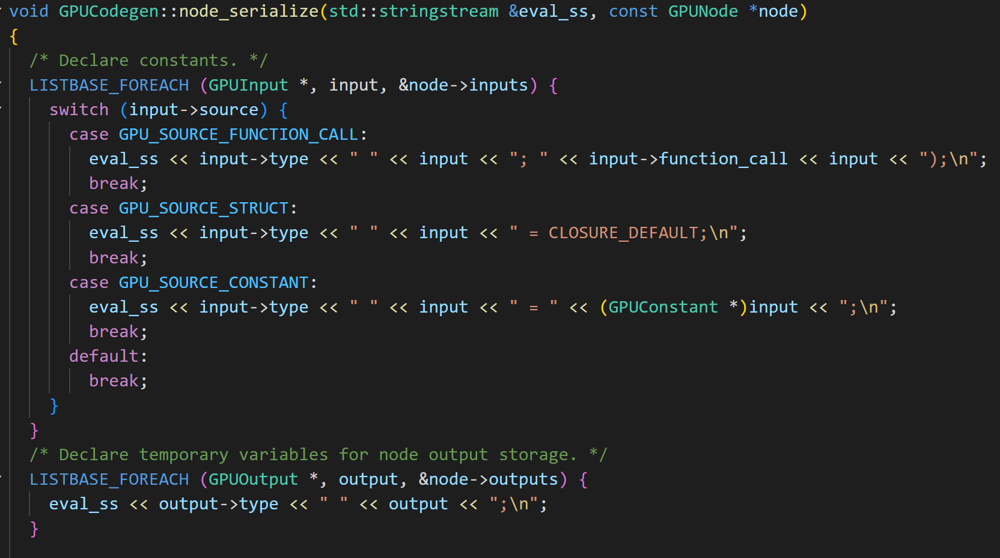 void GPUCodegen::node_serialize(std::stringstream &eval_ss, const GPUNode *node)
{
  /* Declare constants. */
  LISTBASE_FOREACH (GPUInput *, input, &node->inputs) {
    switch (input->source) {
      case GPU_SOURCE_FUNCTION_CALL:
        eval_ss << input->type << " " << input << "; " << input->function_call << input << ");\n";
        break;
      case GPU_SOURCE_STRUCT:
        eval_ss << input->type << " " << input << " = CLOSURE_DEFAULT;\n";
        break;
      case GPU_SOURCE_CONSTANT:
        eval_ss << input->type << " " << input << " = " << (GPUConstant *)input << ";\n";
        break;
      default:
        break;
    }
  }
  /* Declare temporary variables for node output storage. */
  LISTBASE_FOREACH (GPUOutput *, output, &node->outputs) {
    eval_ss << output->type << " " << output << ";\n";
  }